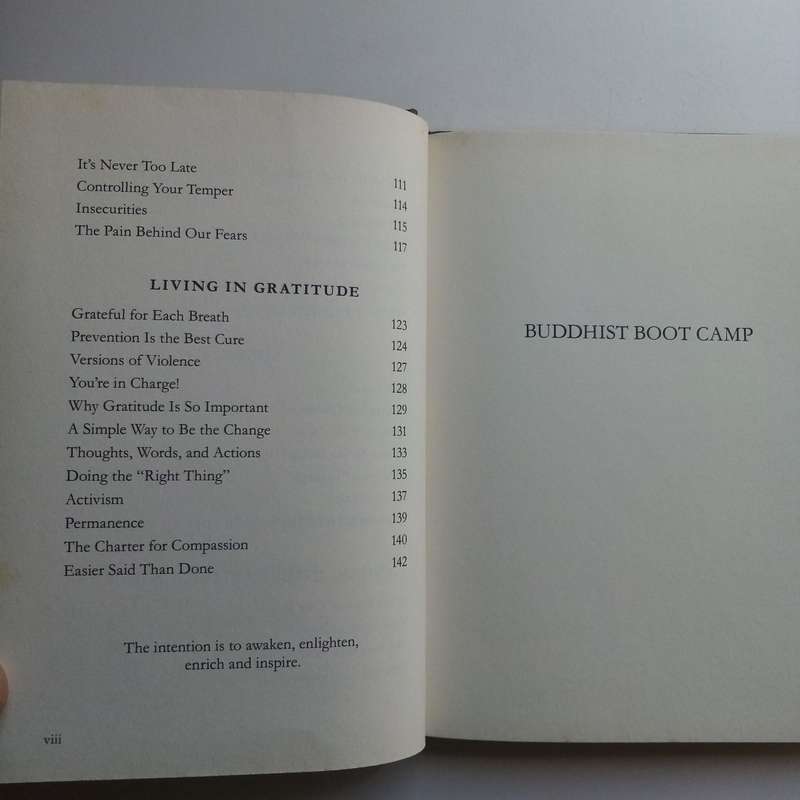 It's Never Too Late 111
Controlling Your Temper 114
Insecurities 115
The Pain Behind Our Fears 117
LIVING IN GRATITUDE
Grateful for Each Breath 123
Prevention Is the Best Cure 124
Versions of Violence 127
You're in Charge! 128
Why Gratitude Is So Important 129
A Simple Way to Be the Change 131
Thoughts, Words, and Actions 133
Doing the “Right Thing” 135
Activism 137
Permanence 139
The Charter for Compassion 140
Easier Said Than Done 142
The intention is to awaken, enlighten,
enrich and inspire.
viii
BUDDHIST BOOT CAMP